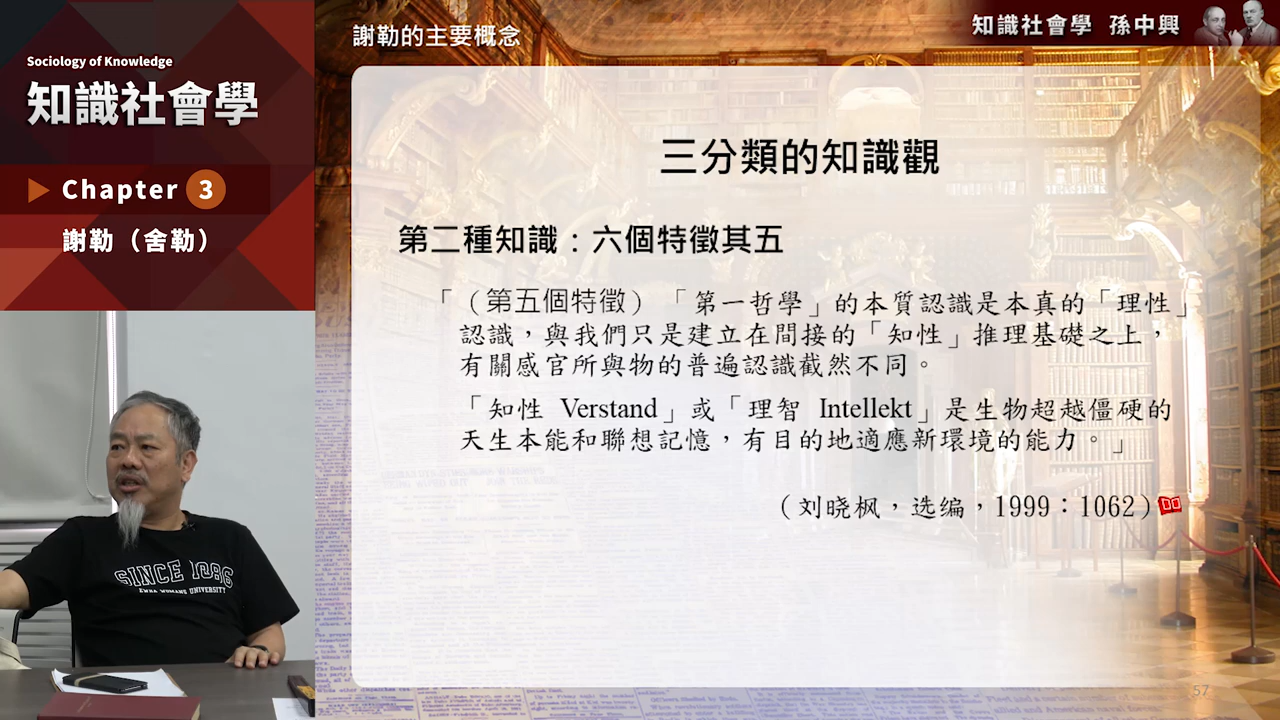 Sociology of Knowledge
知識社會學
Chapter 3
謝勒（舍勒）
謝勒的主要概念
知識社會學 孫中興
三分類的知識觀
第二種知識：六個特徵其五
「（第五個特徵）「第一哲學」的本質認識是本真的「理性」
認識，與我們只是建立在間接的「知性」推理基礎之上，
有關感官所與物的普遍認識截然不同。
「知性 Verstand」或「理智 Intellekt」是生物超越僵硬的
天生本能和聯想記憶，有目的地適應新環境的能力。」
（刘晓枫，选编，1999：1062）
57
SINCE 1886
EWHA WOMANS UNIVERSITY